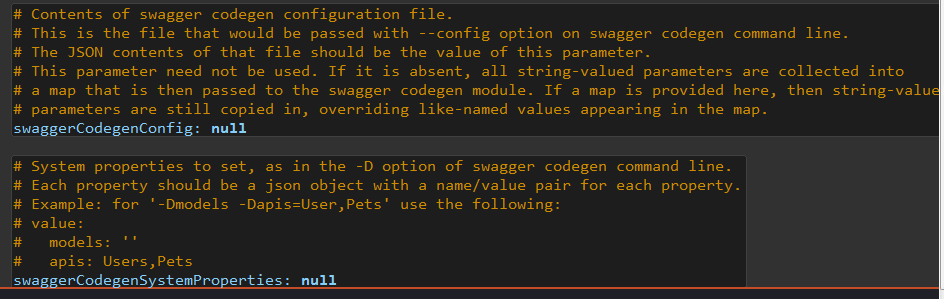 # Contents of swagger codegen configuration file.
# This is the file that would be passed with --config option on swagger codegen command line.
# The JSON contents of that file should be the value of this parameter.
# This parameter need not be used. If it is absent, all string-valued parameters are collected into
# a map that is then passed to the swagger codegen module. If a map is provided here, then string-value
# parameters are still copied in, overriding like-named values appearing in the map.
swaggerCodegenConfig: null
# System properties to set, as in the -D option of swagger codegen command line.
# Each property should be a json object with a name/value pair for each property.
# Example: for '-Dmodels -Dapis=User,Pets' use the following:
# value:
#   models: ''
#   apis: Users,Pets
swaggerCodegenSystemProperties: null